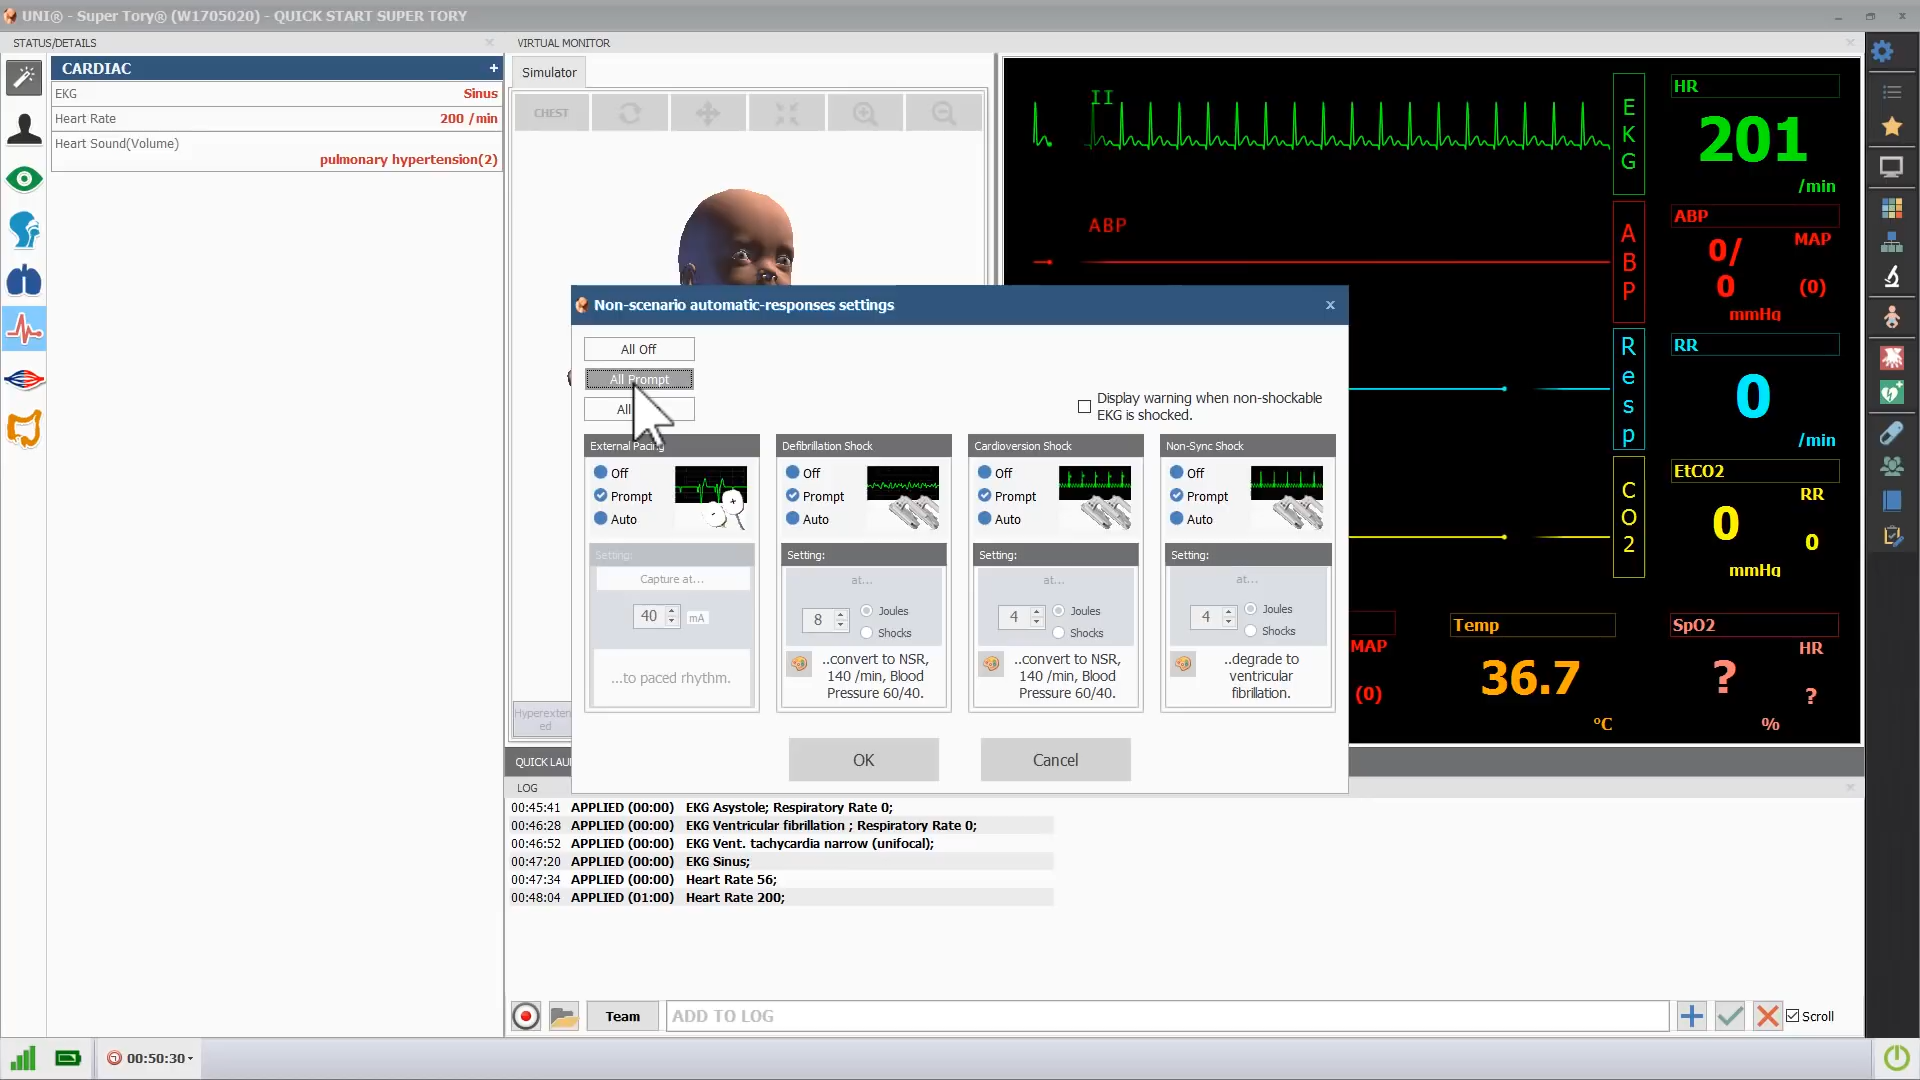 UNI® - Super Tory® (W1705020) - QUICK START SUPER TORY
STATUS/DETAILS
CARDIAC
+
EKG
Sinus
Heart Rate
200 /min
Heart Sound(Volume)
pulmonary hypertension(2)
VIRTUAL MONITOR
Simulator
CHEST
II
EKG
HR
201
/min
ABP
ABP
ABP
0/
0
MAP
(0)
mmHg
Resp
RR
0
/min
CO2
EtCO2
0
RR
0
mmHg
MAP
(0)
Temp
36.7
°C
SpO2
?
%
HR
?
Non-scenario automatic-responses settings
x
All Off
All Prompt
All
Display warning when non-shockable
EKG is shocked.
External Pacing
Off
Prompt
Auto
Setting:
Capture at...
40
mA
...to paced rhythm.
Defibrillation Shock
Off
Prompt
Auto
Setting:
at...
8
Joules
Shocks
..convert to NSR,
140 /min, Blood
Pressure 60/40.
Cardioversion Shock
Off
Prompt
Auto
Setting:
at...
4
Joules
Shocks
..convert to NSR,
140 /min, Blood
Pressure 60/40.
Non-Sync Shock
Off
Prompt
Auto
Setting:
at...
4
Joules
Shocks
..degrade to
ventricular
fibrillation.
OK
Cancel
Hyperexten
ed
QUICK LAU
LOG
00:45:41 APPLIED (00:00) EKG Asystole; Respiratory Rate 0;
00:46:28 APPLIED (00:00) EKG Ventricular fibrillation ; Respiratory Rate 0;
00:46:52 APPLIED (00:00) EKG Vent. tachycardia narrow (unifocal);
00:47:20 APPLIED (00:00) EKG Sinus;
00:47:34 APPLIED (00:00) Heart Rate 56;
00:48:04 APPLIED (01:00) Heart Rate 200;
Team
ADD TO LOG
Scroll
00:50:30